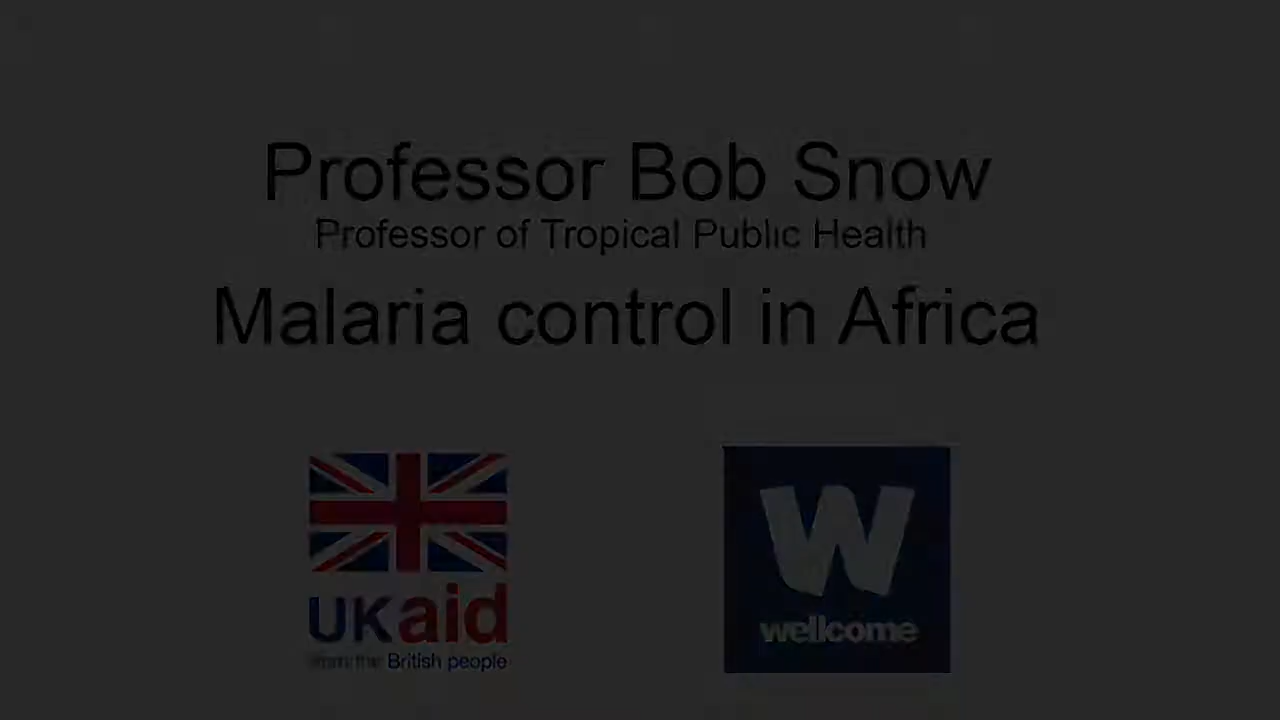 Professor Bob Snow
Professor of Tropical Public Health
Malaria control in Africa
UKaid
from the British people
W
wellcome